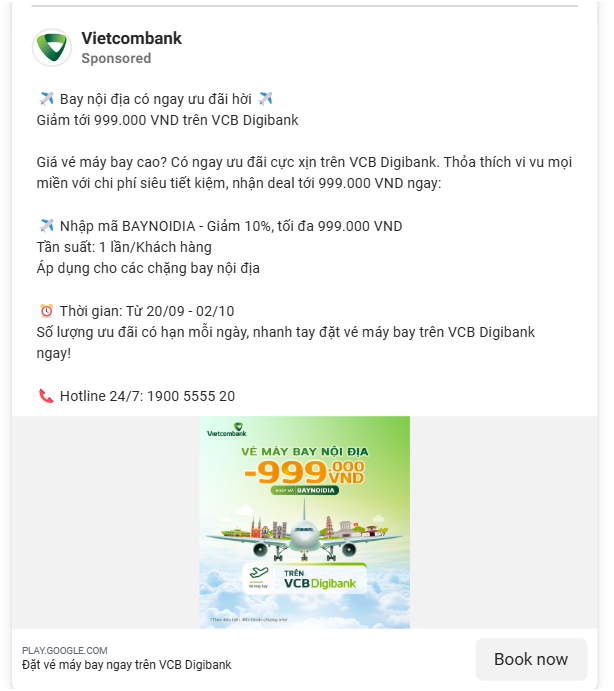 Vietcombank
Sponsored
✈️ Bay nội địa có ngay ưu đãi hời ✈️
Giảm tới 999.000 VND trên VCB Digibank
Giá vé máy bay cao? Có ngay ưu đãi cực xịn trên VCB Digibank. Thỏa thích vi vu mọi
miền với chi phí siêu tiết kiệm, nhận deal tới 999.000 VND ngay:
✈️ Nhập mã BAYNOIDIA - Giảm 10%, tối đa 999.000 VND
Tần suất: 1 lần/Khách hàng
Áp dụng cho các chặng bay nội địa
⏰ Thời gian: Từ 20/09 - 02/10
Số lượng ưu đãi có hạn mỗi ngày, nhanh tay đặt vé máy bay trên VCB Digibank
ngay!
📞 Hotline 24/7: 1900 5555 20
Vietcombank
VÉ MÁY BAY NỘI ĐỊA
-999.000 VND
NHẬP MÃ BAYNOIDIA
Vé máy bay
TRÊN
VCB Digibank
PLAY.GOOGLE.COM
Đặt vé máy bay ngay trên VCB Digibank
Book now